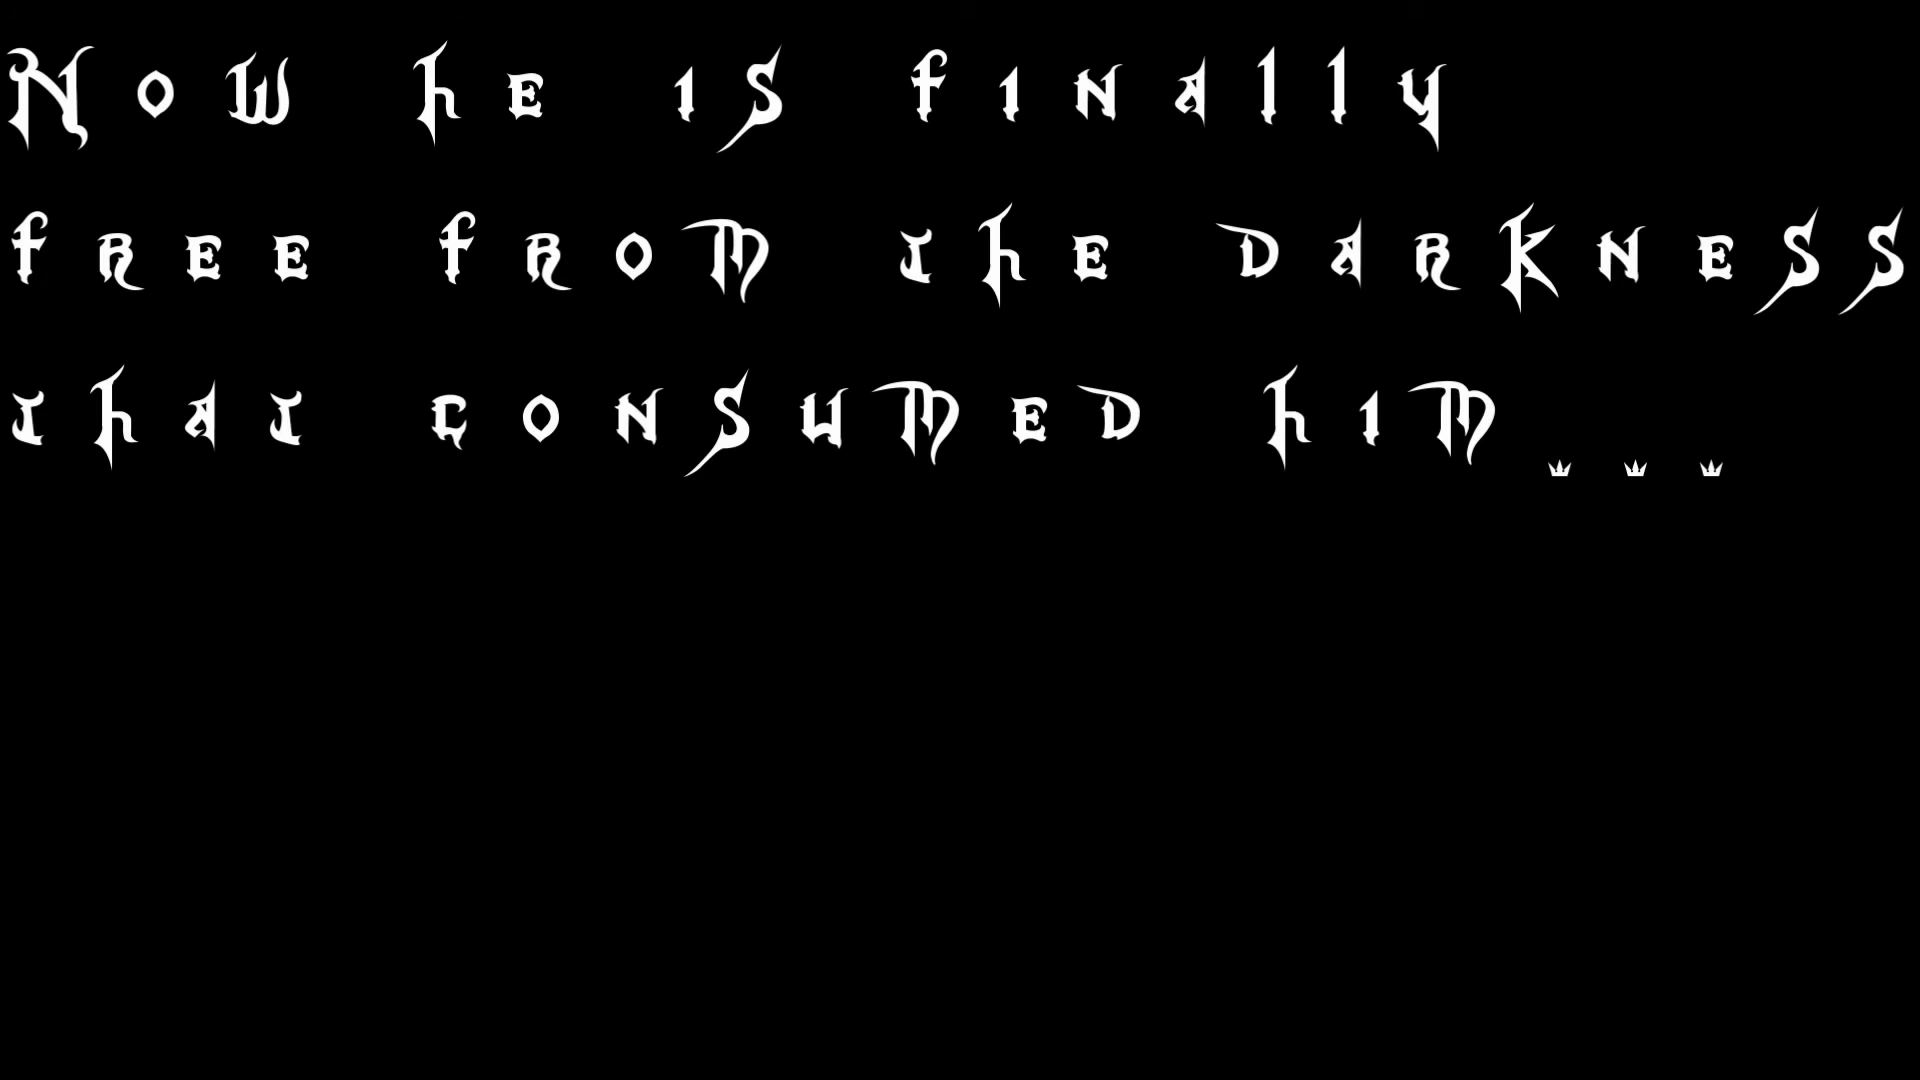 Now he is finally
free from the darkness
that consumed him...